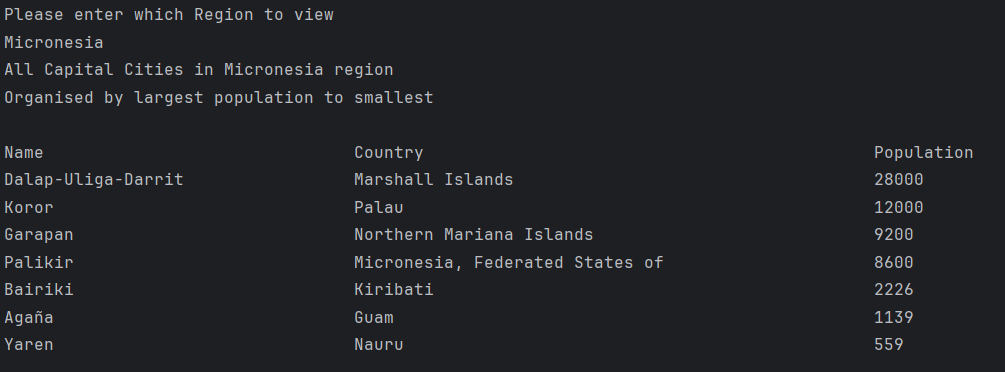 Please enter which Region to view
Micronesia
All Capital Cities in Micronesia region
Organised by largest population to smallest
Name Country Population
Dalap-Uliga-Darrit Marshall Islands 28000
Koror Palau 12000
Garapan Northern Mariana Islands 9200
Palikir Micronesia, Federated States of 8600
Bairiki Kiribati 2226
Agaña Guam 1139
Yaren Nauru 559